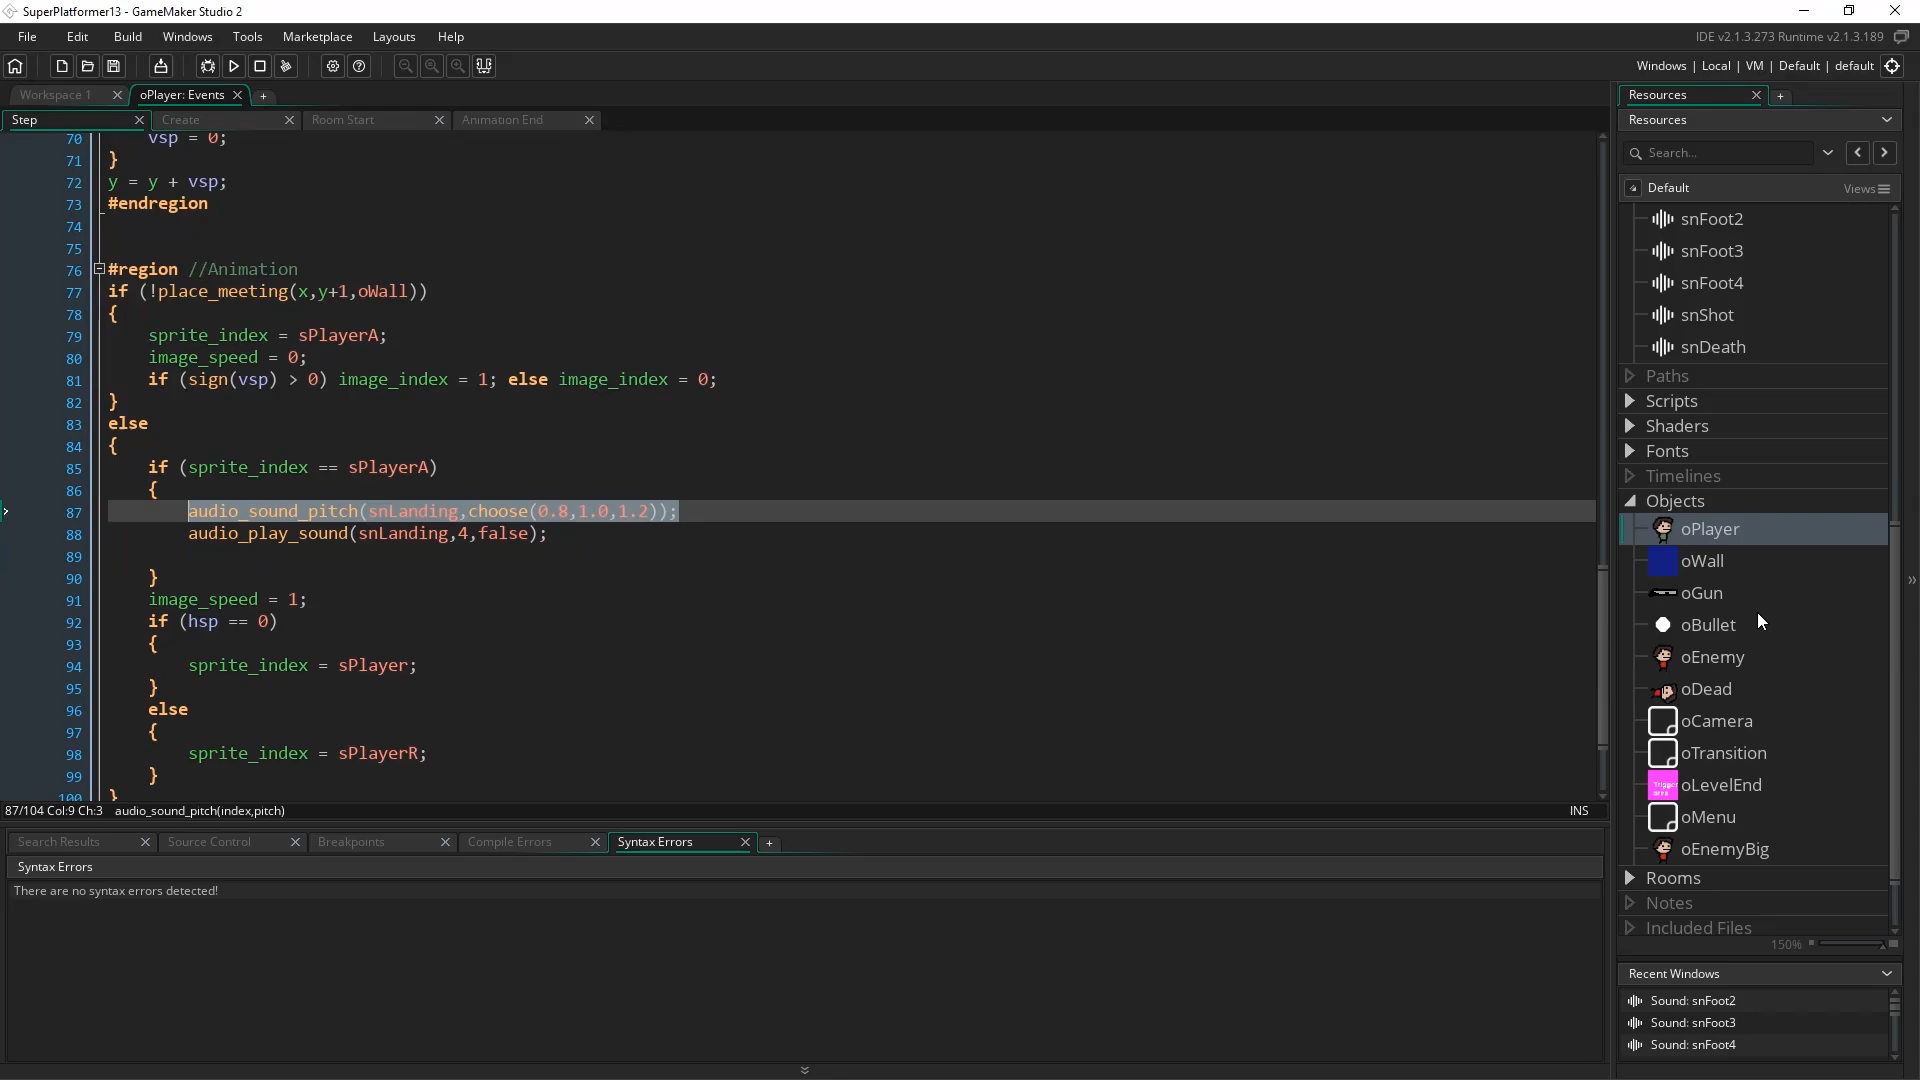 SuperPlatformer13 - GameMaker Studio 2
File Edit Build Windows Tools Marketplace Layouts Help
IDE v2.1.3.273 Runtime v2.1.3.189
Windows | Local | VM | Default | default
Workspace 1 oPlayer: Events +
Step Create Room Start Animation End
70 vsp = 0;
71 }
72 y = y + vsp;
73 #endregion
74
75
76 #region //Animation
77 if (!place_meeting(x,y+1,oWall))
78 {
79 sprite_index = sPlayerA;
80 image_speed = 0;
81 if (sign(vsp) > 0) image_index = 1; else image_index = 0;
82 }
83 else
84 {
85 if (sprite_index == sPlayerA)
86 {
87 audio_sound_pitch(snLanding,choose(0.8,1.0,1.2));
88 audio_play_sound(snLanding,4,false);
89
90 }
91 image_speed = 1;
92 if (hsp == 0)
93 {
94 sprite_index = sPlayer;
95 }
96 else
97 {
98 sprite_index = sPlayerR;
99 }
100 }
87/104 Col:9 Ch:3 audio_sound_pitch(index,pitch) INS
Search Results Source Control Breakpoints Compile Errors Syntax Errors +
Syntax Errors
There are no syntax errors detected!
Resources +
Resources
Search...
Default Views
snFoot2
snFoot3
snFoot4
snShot
snDeath
Paths
Scripts
Shaders
Fonts
Timelines
Objects
oPlayer
oWall
oGun
oBullet
oEnemy
oDead
oCamera
oTransition
Trigger area oLevelEnd
oMenu
oEnemyBig
Rooms
Notes
Included Files
150%
Recent Windows
Sound: snFoot2
Sound: snFoot3
Sound: snFoot4